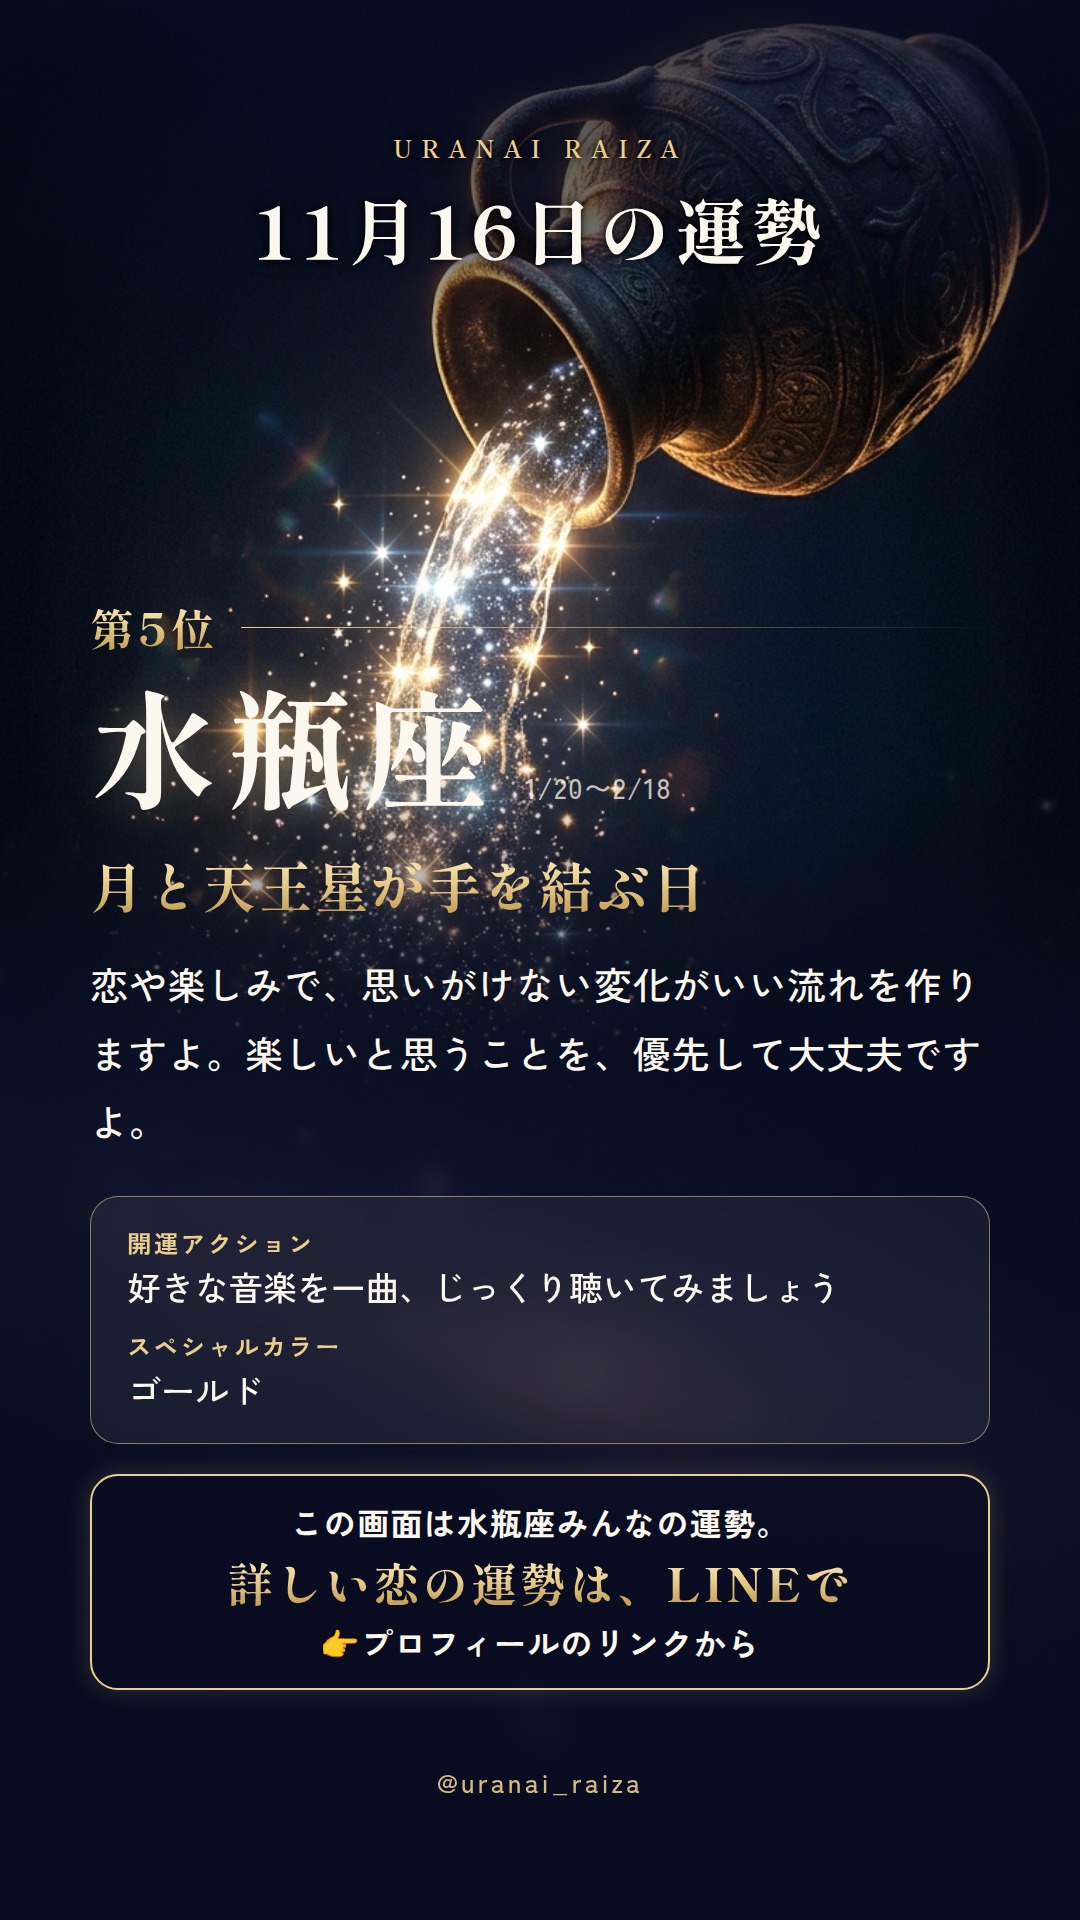 URANAI RAIZA
11月16日の運勢
第5位
水瓶座 1/20〜2/18
月と天王星が手を結ぶ日
恋や楽しみで、思いがけない変化がいい流れを作り
ますよ。楽しいと思うことを、優先して大丈夫です
よ。
開運アクション
好きな音楽を一曲、じっくり聴いてみましょう
スペシャルカラー
ゴールド
この画面は水瓶座みんなの運勢。
詳しい恋の運勢は、LINEで
👉プロフィールのリンクから
@uranai_raiza